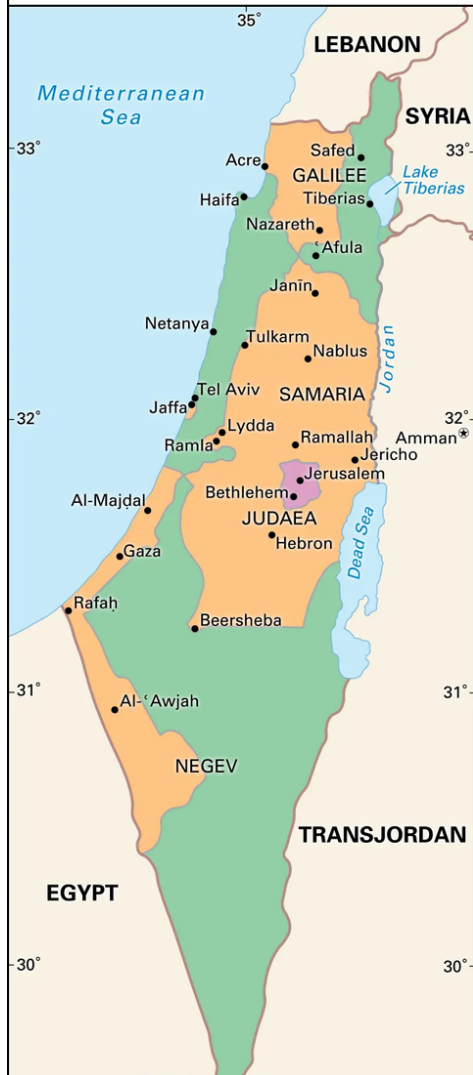 35°
LEBANON
Mediterranean
Sea
SYRIA
33°
33°
Safed
Acre
GALILEE
Lake
Tiberias
Haifa
Tiberias
Nazareth
ʿAfula
Janīn
Netanya
Tulkarm
Nablus
Jordan
Tel Aviv
SAMARIA
Jaffa
32°
32°
Lydda
Ramla
Ramallah
Amman
Jericho
Jerusalem
Al-Majdal
Bethlehem
JUDAEA
Dead Sea
Gaza
Hebron
Rafaḥ
Beersheba
31°
31°
Al-ʿAwjah
NEGEV
TRANSJORDAN
EGYPT
30°
30°